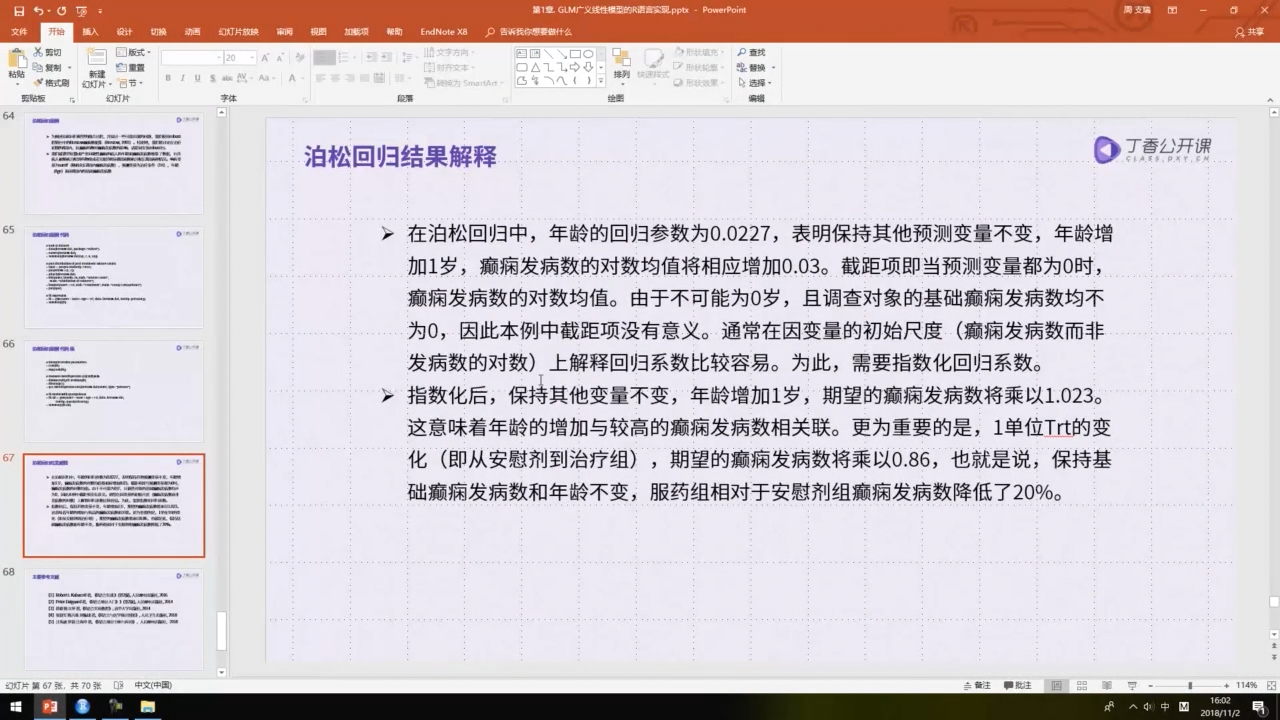 第1章. GLM广义线性模型的R语言实现.pptx - PowerPoint
周 支瑞
文件 开始 插入 设计 切换 动画 幻灯片放映 审阅 视图 加载项 帮助 EndNote X8 告诉我你想要做什么 共享
粘贴 剪切 复制 格式刷 新建 幻灯片 版式 重置 节 20 文字方向 对齐文本 转换为 SmartArt 排列 快速样式 形状填充 形状轮廓 形状效果 查找 替换 选择
剪贴板 幻灯片 字体 段落 绘图 编辑
64
65
66
67
68
泊松回归结果解释
丁香公开课
CLASS.DXY.CN
➤ 在泊松回归中，年龄的回归参数为0.0227，表明保持其他预测变量不变，年龄增
加1岁，癫痫发病数的对数均值将相应增加0.03。截距项即当预测变量都为0时，
癫痫发病数的对数均值。由于不可能为0岁，且调查对象的基础癫痫发病数均不
为0，因此本例中截距项没有意义。通常在因变量的初始尺度（癫痫发病数而非
发病数的对数）上解释回归系数比较容易。为此，需要指数化回归系数。
➤ 指数化后，保持其他变量不变，年龄增加1岁，期望的癫痫发病数将乘以1.023。
这意味着年龄的增加与较高的癫痫发病数相关联。更为重要的是，1单位Trt的变
化（即从安慰剂到治疗组），期望的癫痫发病数将乘以0.86，也就是说，保持基
础癫痫发病数和年龄不变，服药组相对于安慰剂组癫痫发病数降低了20%。
幻灯片 第 67 张，共 70 张 中文(中国) 备注 批注 114%
中 M 16:02
2018/11/2